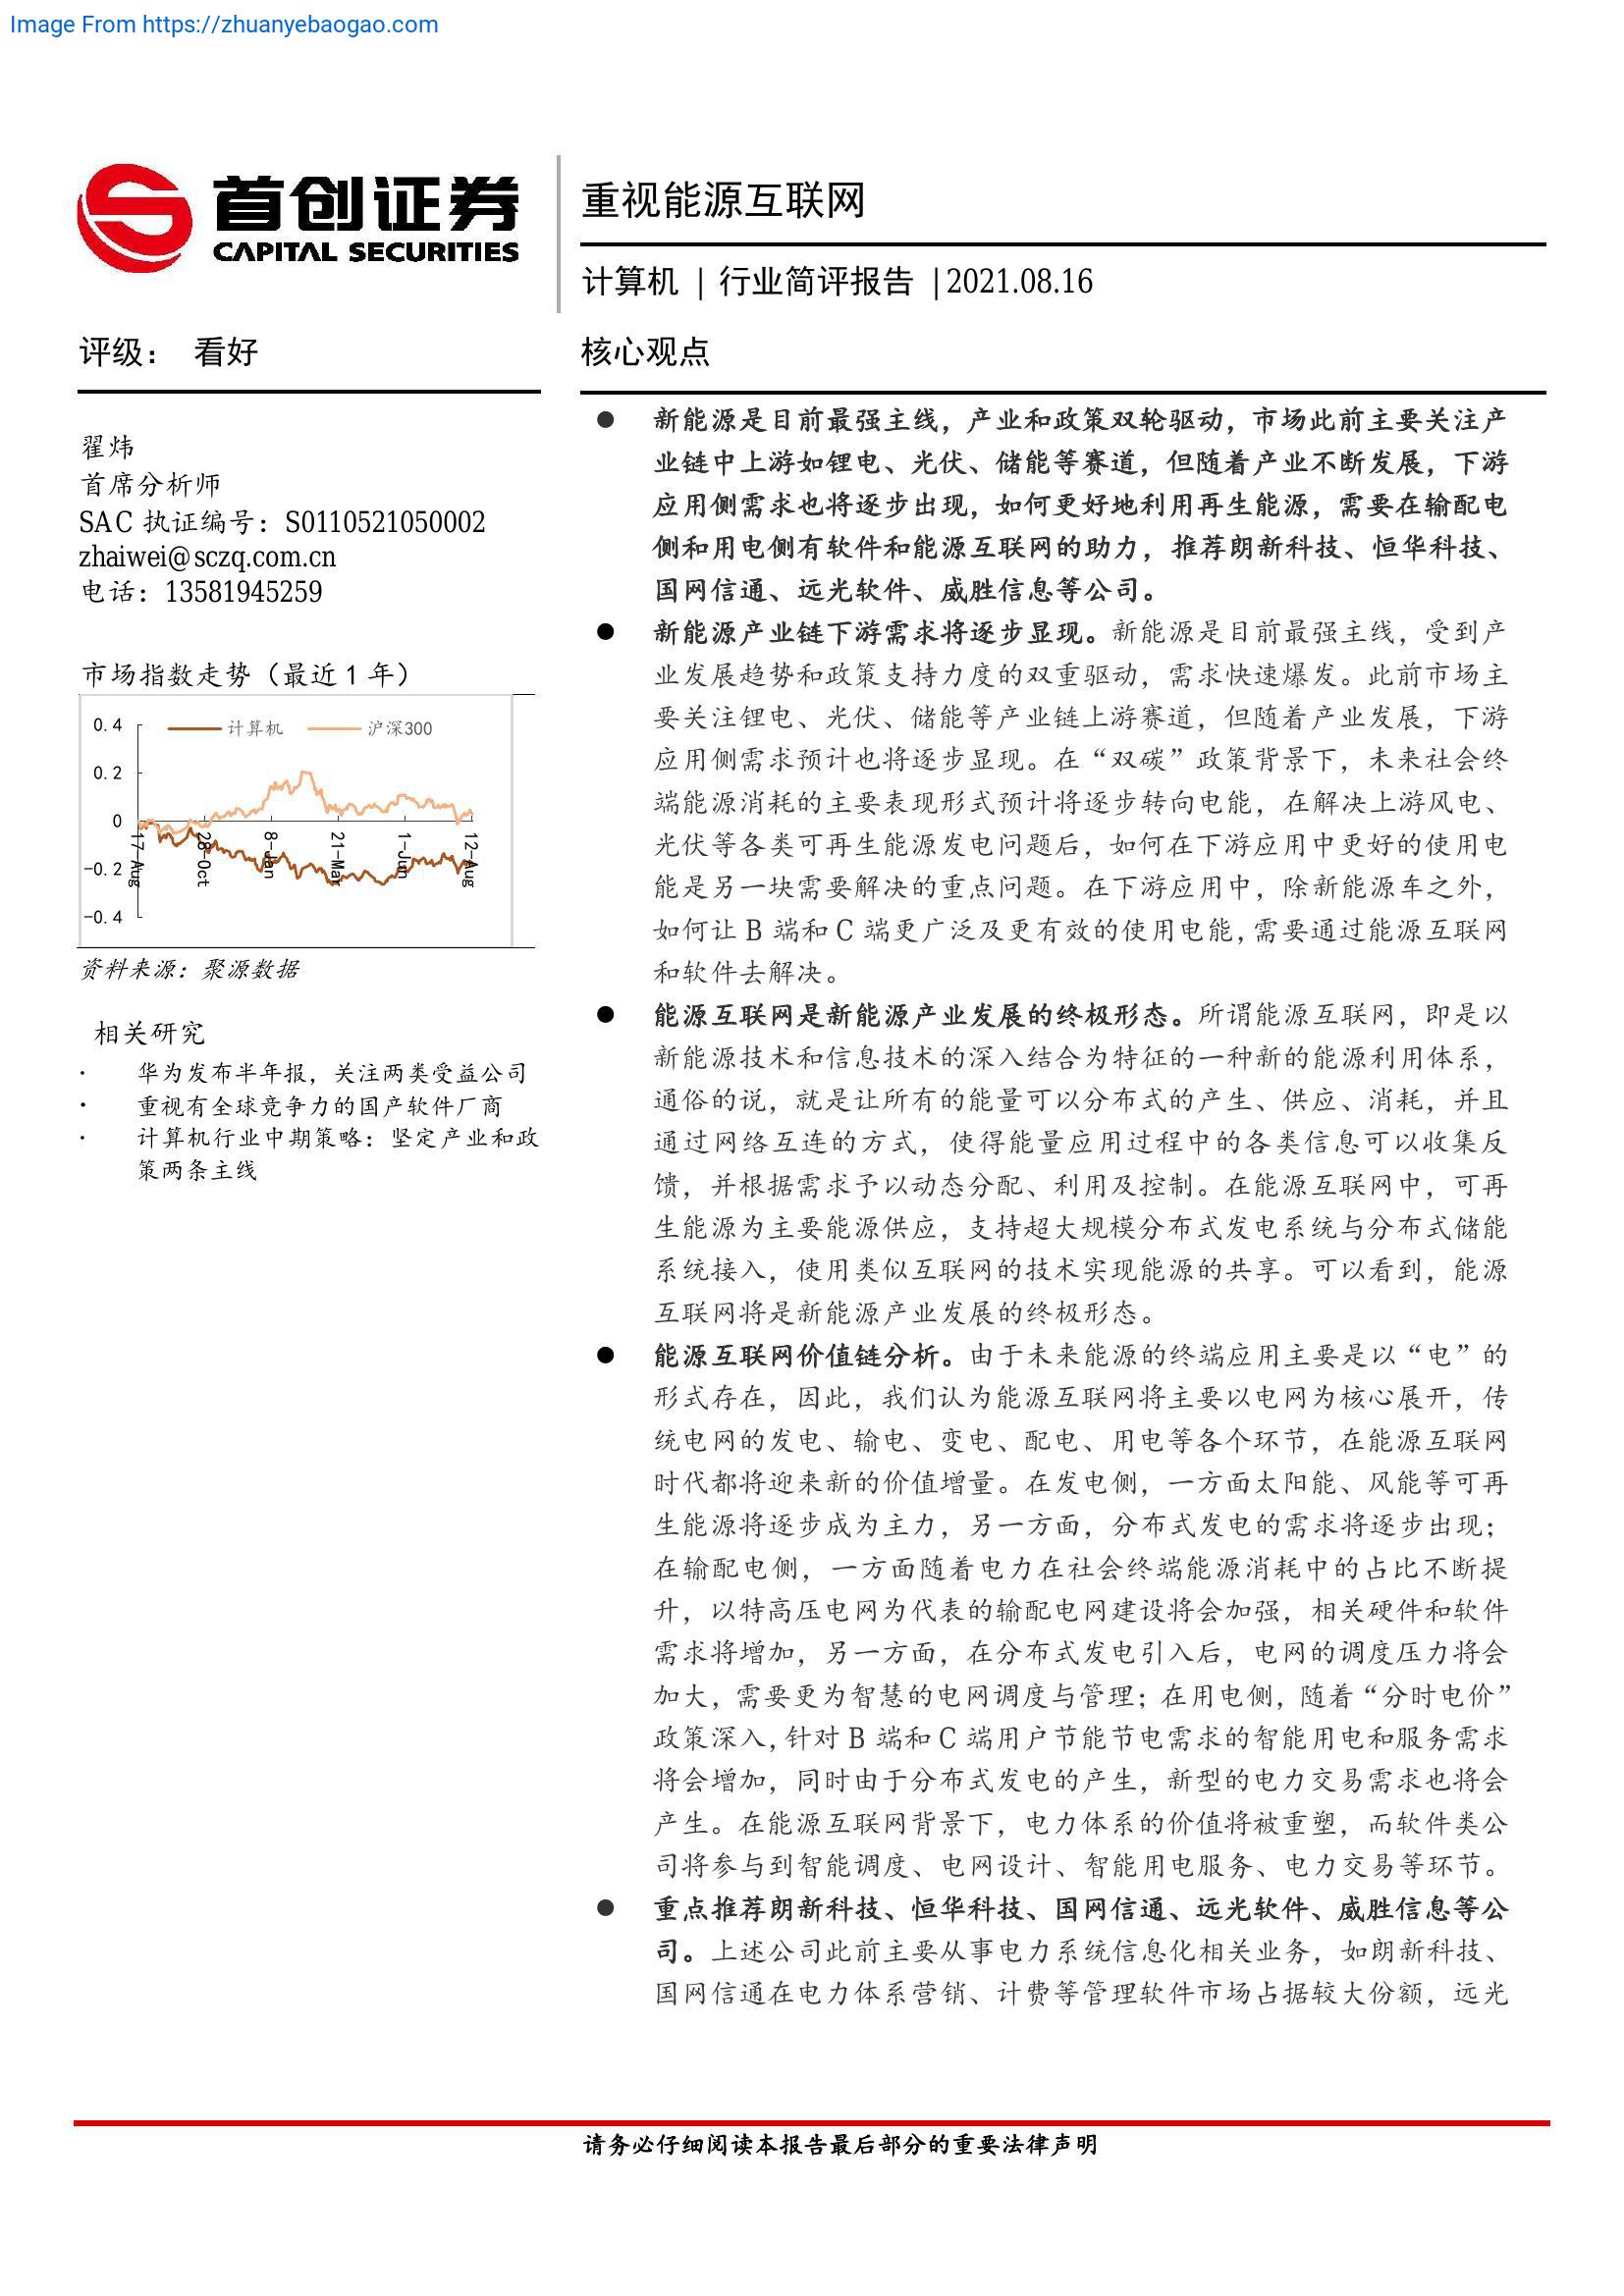 Image From https://zhuanyebaogao.com
首创证券
CAPITAL SECURITIES
重视能源互联网
计算机 | 行业简评报告 |2021.08.16
评级： 看好
翟炜
首席分析师
SAC 执证编号：S0110521050002
zhaiwei@sczq.com.cn
电话：13581945259
市场指数走势（最近 1 年）
计算机 沪深300
0.4
0.2
0
-0.2
-0.4
17-Aug
28-Oct
8-Jan
21-Mar
1-Jun
12-Aug
资料来源：聚源数据
相关研究
· 华为发布半年报，关注两类受益公司
· 重视有全球竞争力的国产软件厂商
· 计算机行业中期策略：坚定产业和政
策两条主线
核心观点
● 新能源是目前最强主线，产业和政策双轮驱动，市场此前主要关注产
业链中上游如锂电、光伏、储能等赛道，但随着产业不断发展，下游
应用侧需求也将逐步出现，如何更好地利用再生能源，需要在输配电
侧和用电侧有软件和能源互联网的助力，推荐朗新科技、恒华科技、
国网信通、远光软件、威胜信息等公司。
● 新能源产业链下游需求将逐步显现。新能源是目前最强主线，受到产
业发展趋势和政策支持力度的双重驱动，需求快速爆发。此前市场主
要关注锂电、光伏、储能等产业链上游赛道，但随着产业发展，下游
应用侧需求预计也将逐步显现。在“双碳”政策背景下，未来社会终
端能源消耗的主要表现形式预计将逐步转向电能，在解决上游风电、
光伏等各类可再生能源发电问题后，如何在下游应用中更好的使用电
能是另一块需要解决的重点问题。在下游应用中，除新能源车之外，
如何让 B 端和 C 端更广泛及更有效的使用电能，需要通过能源互联网
和软件去解决。
● 能源互联网是新能源产业发展的终极形态。所谓能源互联网，即是以
新能源技术和信息技术的深入结合为特征的一种新的能源利用体系，
通俗的说，就是让所有的能量可以分布式的产生、供应、消耗，并且
通过网络互连的方式，使得能量应用过程中的各类信息可以收集反
馈，并根据需求予以动态分配、利用及控制。在能源互联网中，可再
生能源为主要能源供应，支持超大规模分布式发电系统与分布式储能
系统接入，使用类似互联网的技术实现能源的共享。可以看到，能源
互联网将是新能源产业发展的终极形态。
● 能源互联网价值链分析。由于未来能源的终端应用主要是以“电”的
形式存在，因此，我们认为能源互联网将主要以电网为核心展开，传
统电网的发电、输电、变电、配电、用电等各个环节，在能源互联网
时代都将迎来新的价值增量。在发电侧，一方面太阳能、风能等可再
生能源将逐步成为主力，另一方面，分布式发电的需求将逐步出现；
在输配电侧，一方面随着电力在社会终端能源消耗中的占比不断提
升，以特高压电网为代表的输配电网建设将会加强，相关硬件和软件
需求将增加，另一方面，在分布式发电引入后，电网的调度压力将会
加大，需要更为智慧的电网调度与管理；在用电侧，随着“分时电价”
政策深入，针对 B 端和 C 端用户节能节电需求的智能用电和服务需求
将会增加，同时由于分布式发电的产生，新型的电力交易需求也将会
产生。在能源互联网背景下，电力体系的价值将被重塑，而软件类公
司将参与到智能调度、电网设计、智能用电服务、电力交易等环节。
● 重点推荐朗新科技、恒华科技、国网信通、远光软件、威胜信息等公
司。上述公司此前主要从事电力系统信息化相关业务，如朗新科技、
国网信通在电力体系营销、计费等管理软件市场占据较大份额，远光
请务必仔细阅读本报告最后部分的重要法律声明